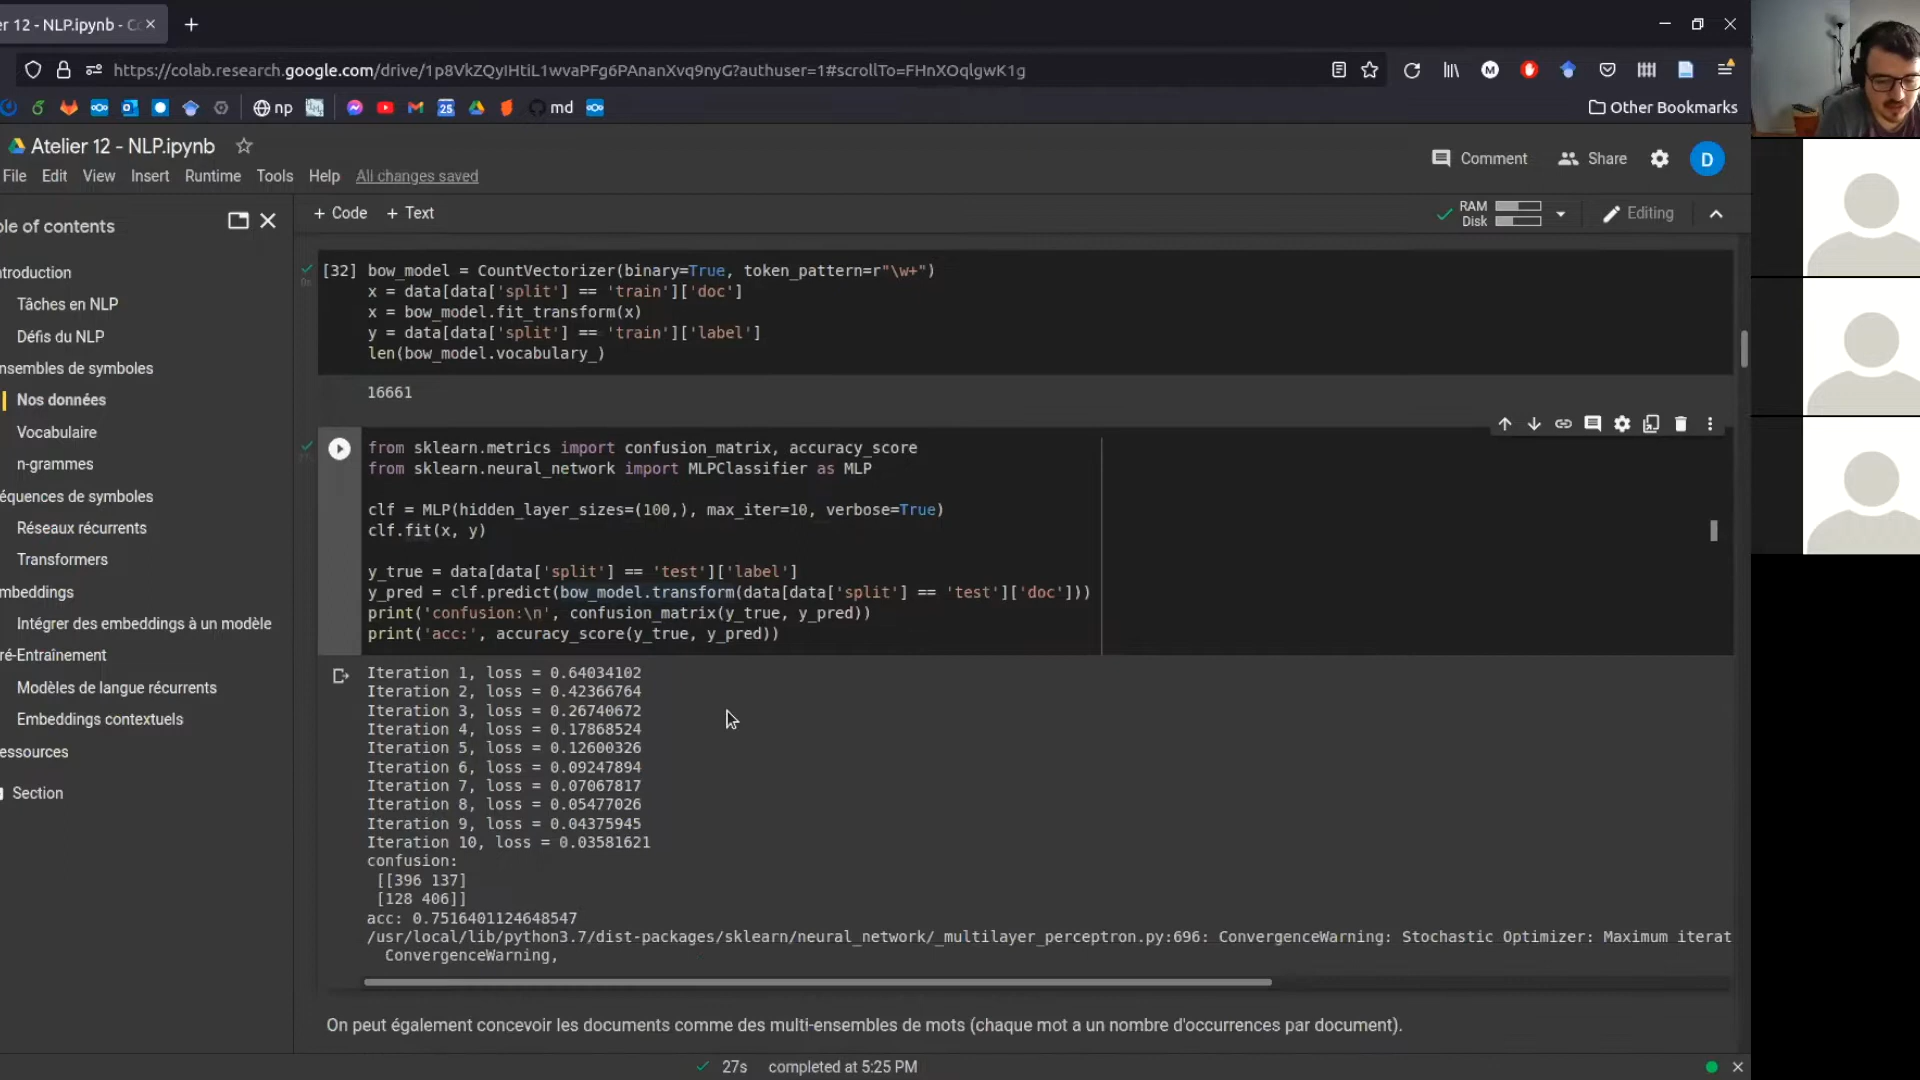 er 12 - NLP.ipynb - Co
https://colab.research.google.com/drive/1p8VkZQyIHtiL1wvaPFg6PAnanXvq9nyG?authuser=1#scrollTo=FHnXOqlgwK1g
np
25
md
Other Bookmarks
Atelier 12 - NLP.ipynb
Comment
Share
D
File Edit View Insert Runtime Tools Help All changes saved
ble of contents
+ Code + Text
RAM
Disk
Editing
ntroduction
Tâches en NLP
Défis du NLP
nsembles de symboles
Nos données
Vocabulaire
n-grammes
équences de symboles
Réseaux récurrents
Transformers
mbeddings
Intégrer des embeddings à un modèle
ré-Entraînement
Modèles de langue récurrents
Embeddings contextuels
essources
Section
[32] bow_model = CountVectorizer(binary=True, token_pattern=r"\w+")
x = data[data['split'] == 'train']['doc']
x = bow_model.fit_transform(x)
y = data[data['split'] == 'train']['label']
len(bow_model.vocabulary_)
16661
from sklearn.metrics import confusion_matrix, accuracy_score
from sklearn.neural_network import MLPClassifier as MLP
clf = MLP(hidden_layer_sizes=(100,), max_iter=10, verbose=True)
clf.fit(x, y)
y_true = data[data['split'] == 'test']['label']
y_pred = clf.predict(bow_model.transform(data[data['split'] == 'test']['doc']))
print('confusion:\n', confusion_matrix(y_true, y_pred))
print('acc:', accuracy_score(y_true, y_pred))
Iteration 1, loss = 0.64034102
Iteration 2, loss = 0.42366764
Iteration 3, loss = 0.26740672
Iteration 4, loss = 0.17868524
Iteration 5, loss = 0.12600326
Iteration 6, loss = 0.09247894
Iteration 7, loss = 0.07067817
Iteration 8, loss = 0.05477026
Iteration 9, loss = 0.04375945
Iteration 10, loss = 0.03581621
confusion:
[[396 137]
[128 406]]
acc: 0.7516401124648547
/usr/local/lib/python3.7/dist-packages/sklearn/neural_network/_multilayer_perceptron.py:696: ConvergenceWarning: Stochastic Optimizer: Maximum iterat
ConvergenceWarning,
On peut également concevoir les documents comme des multi-ensembles de mots (chaque mot a un nombre d'occurrences par document).
27s completed at 5:25 PM